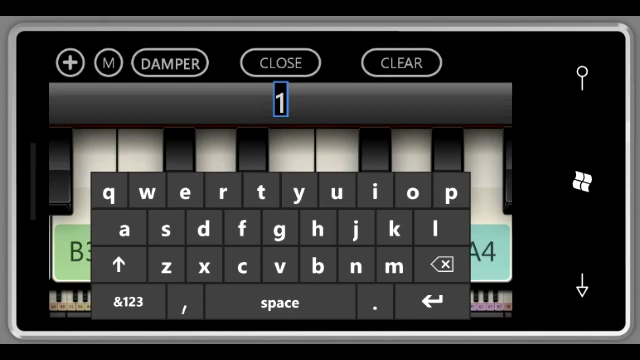 M DAMPER CLOSE CLEAR
1
q w e r t y u i o p
a s d f g h j k l
z x c v b n m
&123 , space .
B3 A4